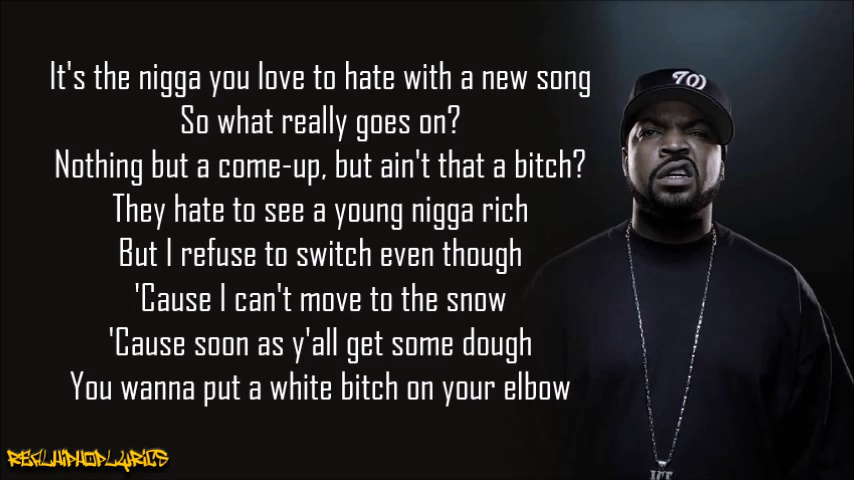 It's the nigga you love to hate with a new song
So what really goes on?
Nothing but a come-up, but ain't that a bitch?
They hate to see a young nigga rich
But I refuse to switch even though
'Cause I can't move to the snow
'Cause soon as y'all get some dough
You wanna put a white bitch on your elbow
REALHIPHOPLYRICS